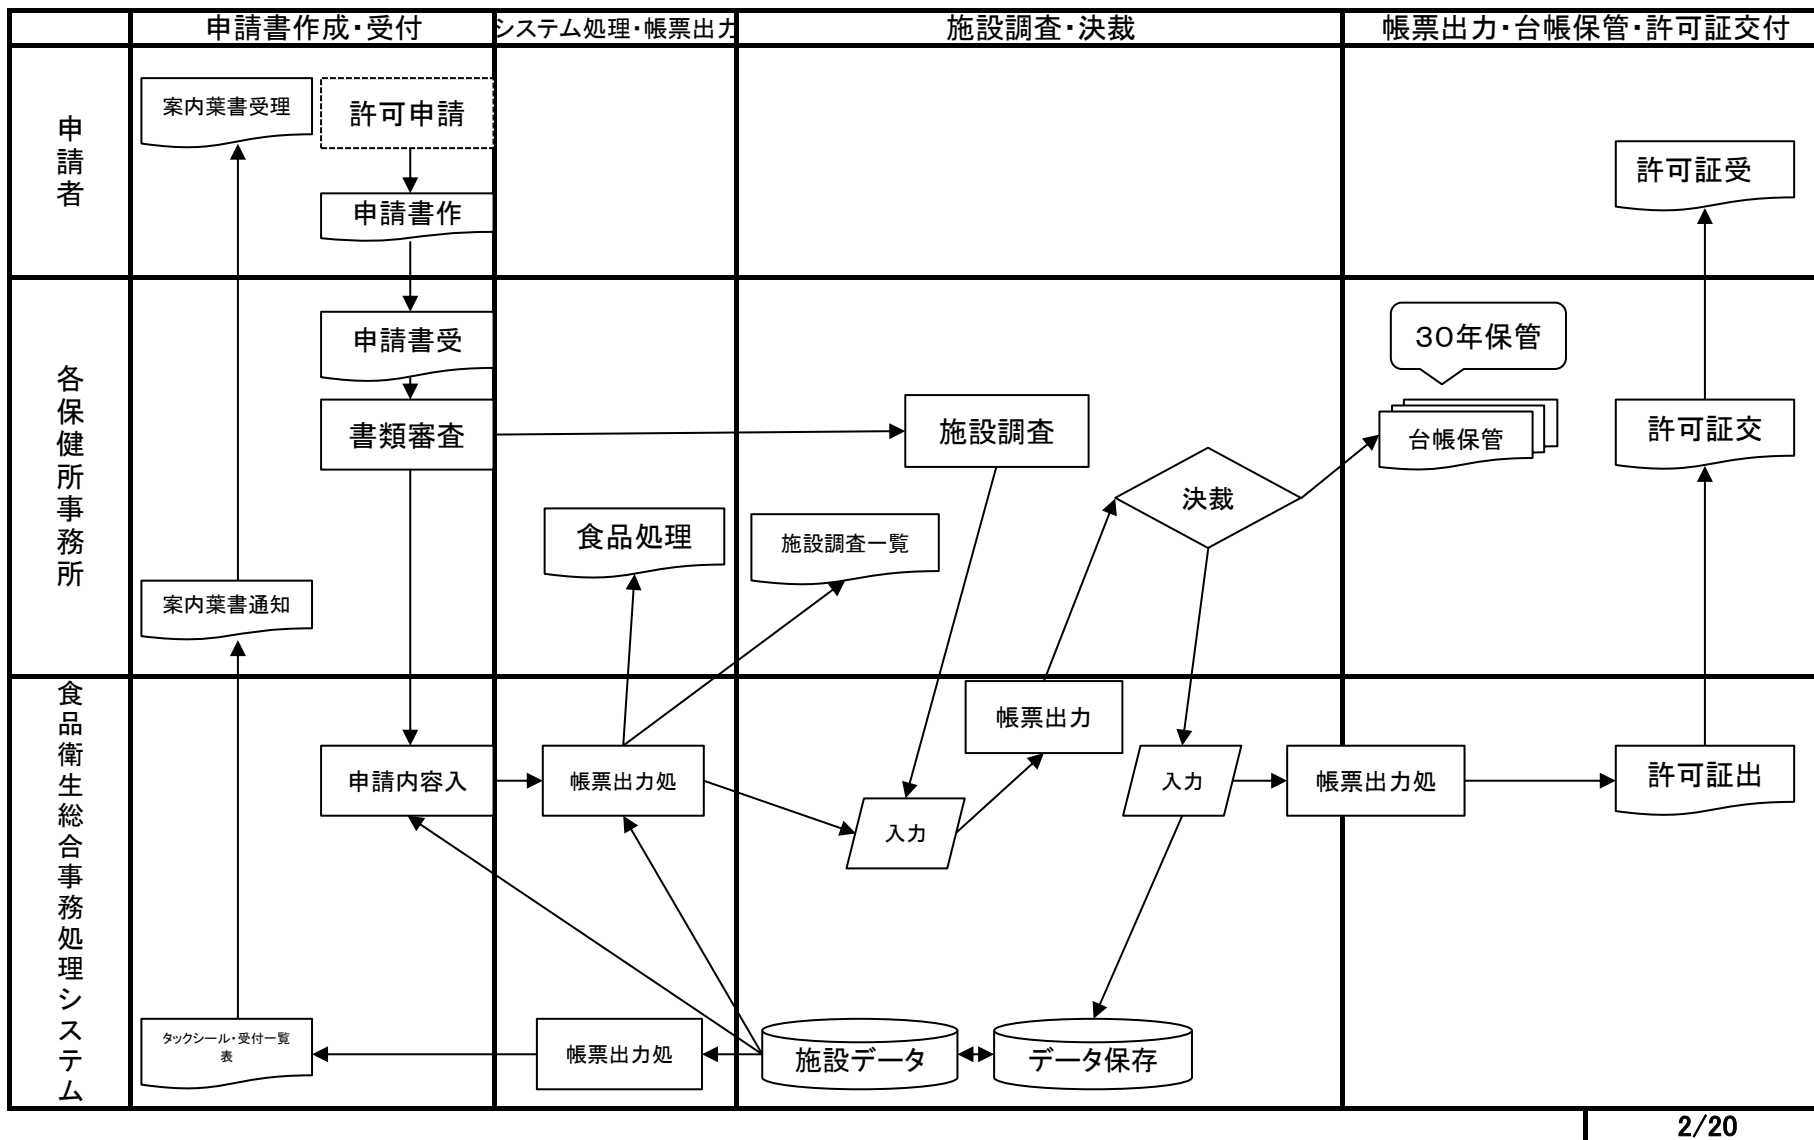 申請書作成・受付
システム処理・帳票出力
施設調査・決裁
帳票出力・台帳保管・許可証交付
申請者
案内葉書受理
許可申請
申請書作
許可証受
各保健所事務所
申請書受
書類審査
施設調査
決裁
30年保管
台帳保管
許可証交
食品処理
施設調査一覧
案内葉書通知
食品衛生総合事務処理システム
申請内容入
帳票出力処
入力
帳票出力
入力
帳票出力処
許可証出
タックシール・受付一覧
表
帳票出力処
施設データ
データ保存
2/20